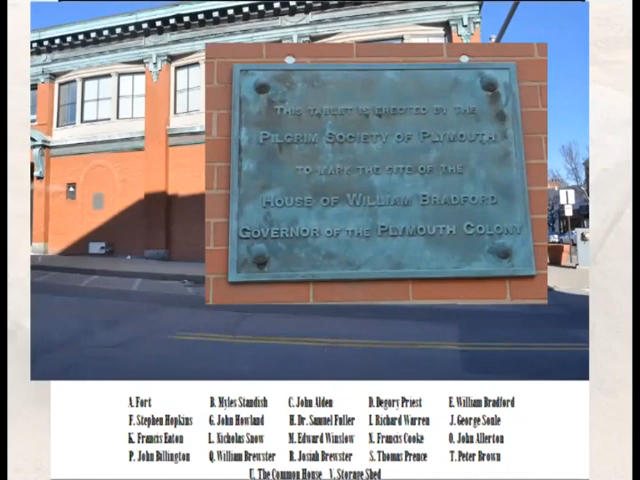 THIS TABLET IS ERECTED BY THE
PILGRIM SOCIETY OF PLYMOUTH
TO MARK THE SITE OF THE
HOUSE OF WILLIAM BRADFORD
GOVERNOR OF THE PLYMOUTH COLONY
A. Fort B. Myles Standish C. John Alden D. Degory Priest E. William Bradford
F. Stephen Hopkins G. John Howland H. Dr. Samuel Fuller I. Richard Warren J. George Soule
K. Francis Eaton L. Nicholas Snow M. Edward Winslow N. Francis Cooke O. John Allerton
P. John Billington Q. William Brewster R. Josiah Brewster S. Thomas Prence T. Peter Brown
U. The Common House V. Storage Shed